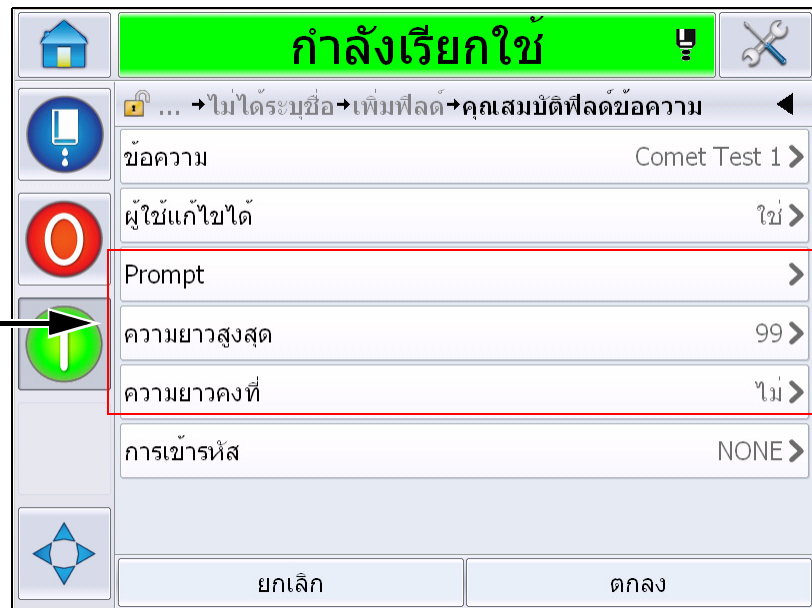 กำลังเรียกใช้
... →ไม่ได้ระบุชื่อ→เพิ่มฟิลด์→คุณสมบัติฟิลด์ข้อความ
ข้อความ Comet Test 1
ผู้ใช้แก้ไขได้ ใช่
Prompt
ความยาวสูงสุด 99
ความยาวคงที่ ไม่
การเข้ารหัส NONE
ยกเลิก ตกลง